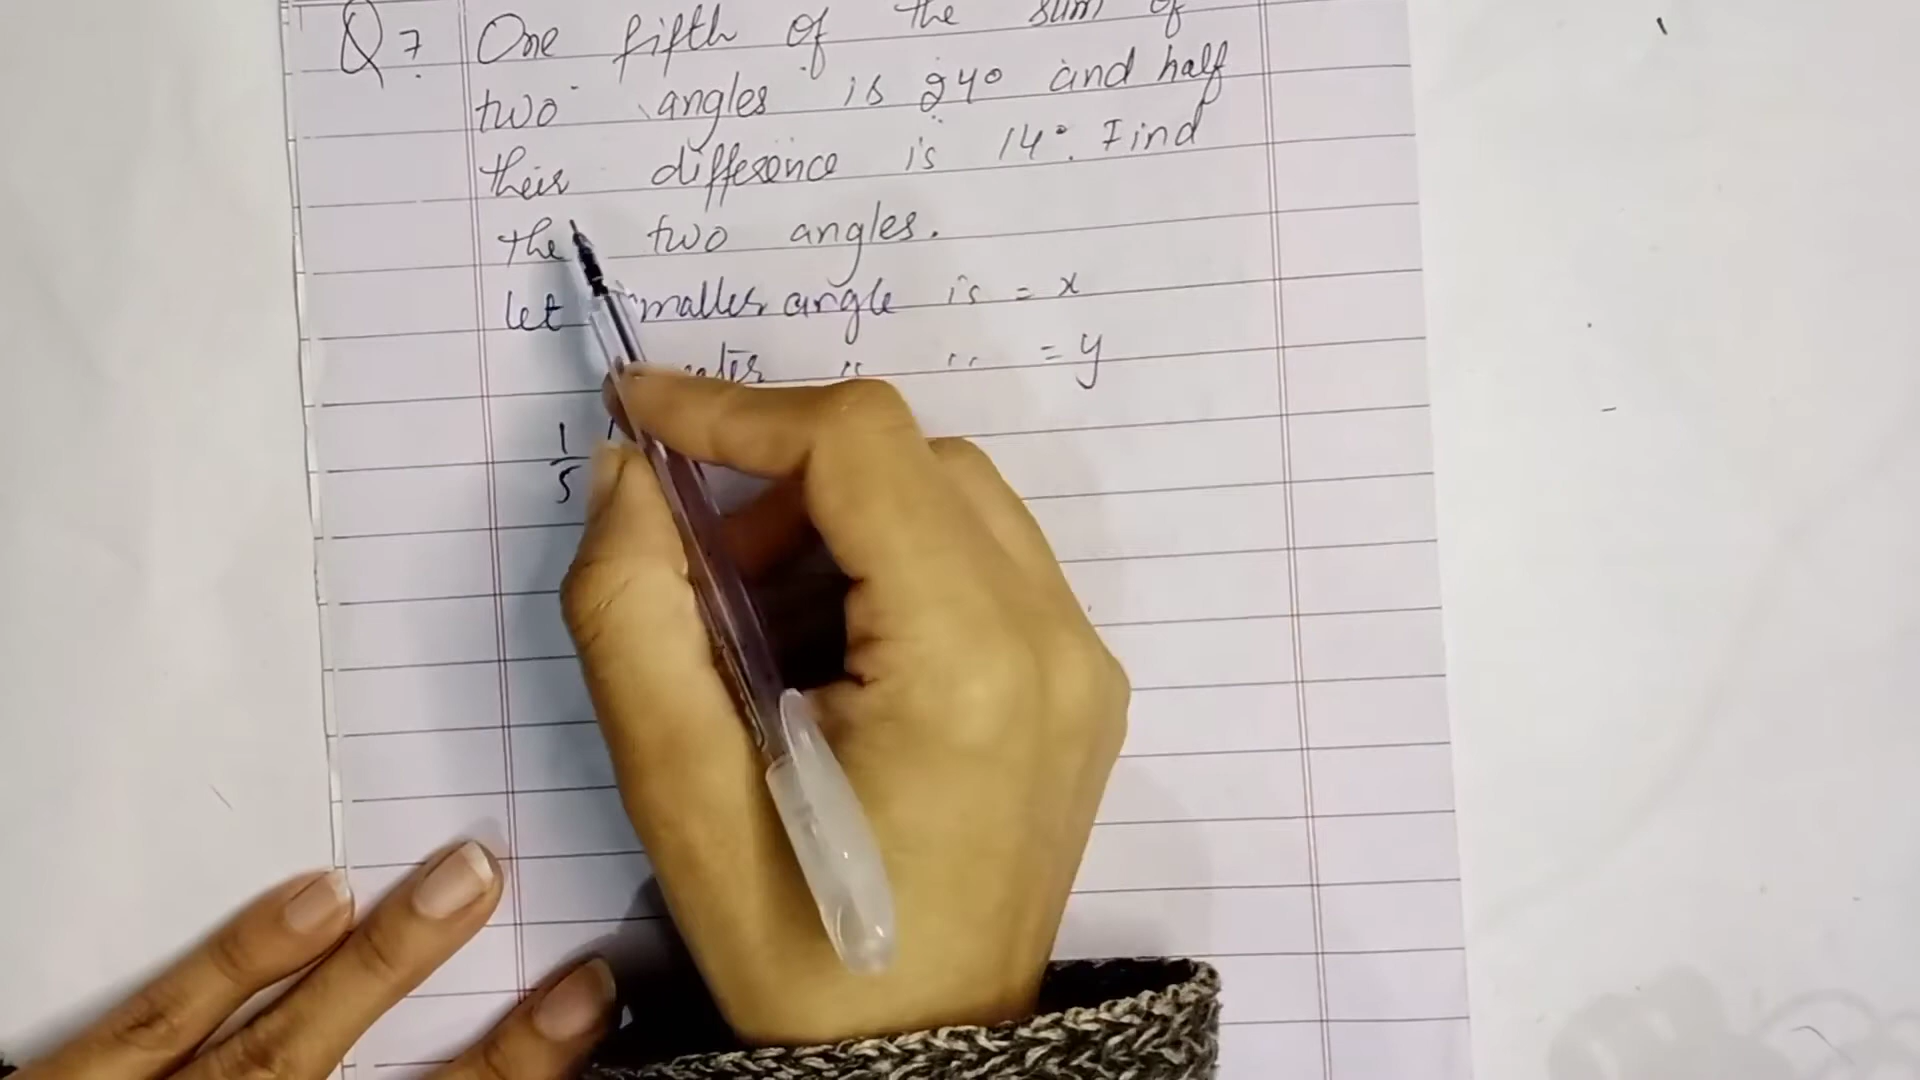 Q 7 One fifth of the sum of
two angles is 24° and half
their difference is 14°. Find
the two angles.
let smaller angle is = x
" " = y
1/5